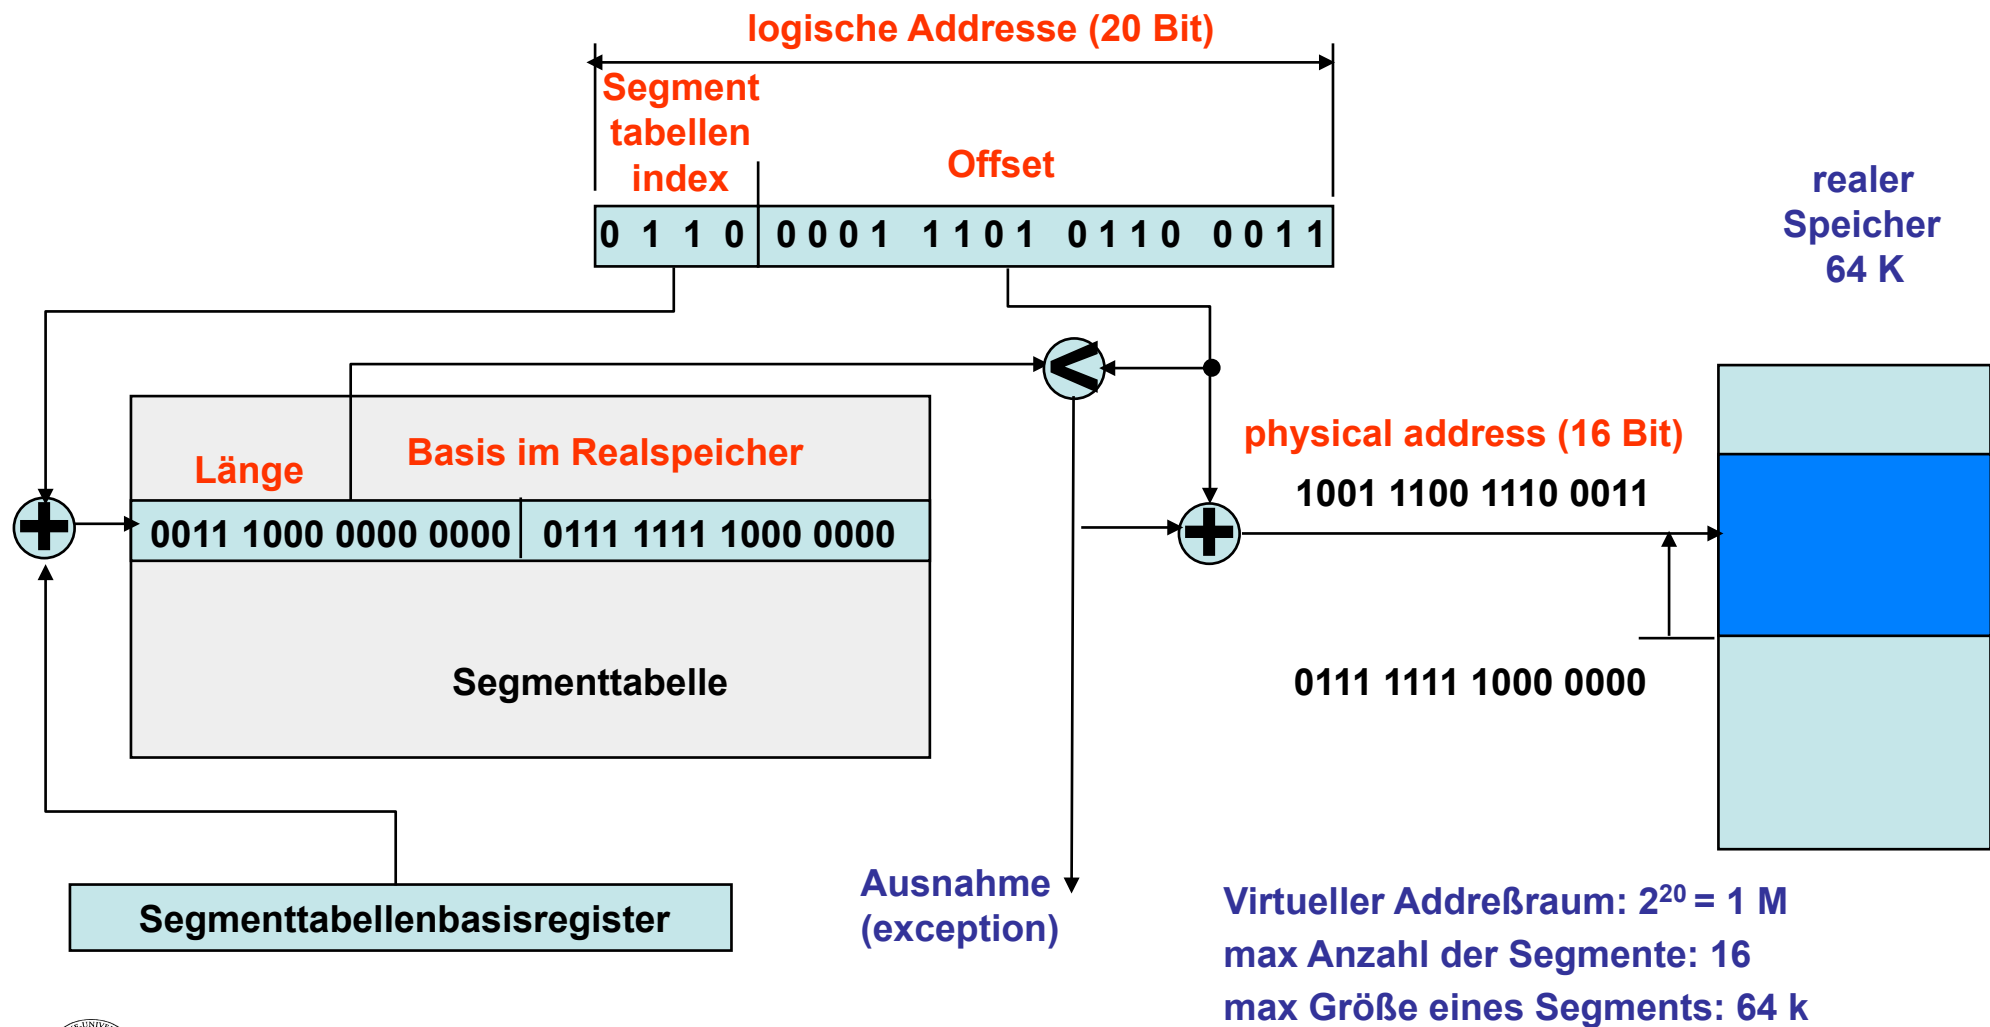 logische Addresse (20 Bit)
Segment
tabellen
index
Offset
0 1 1 0 0 0 0 1 1 1 0 1 0 1 1 0 0 0 1 1
realer
Speicher
64 K
<
Länge
Basis im Realspeicher
physical address (16 Bit)
1001 1100 1110 0011
+
0011 1000 0000 0000 0111 1111 1000 0000
+
Segmenttabelle
0111 1111 1000 0000
Segmenttabellenbasisregister
Ausnahme
(exception)
Virtueller Addreßraum: 2²⁰ = 1 M
max Anzahl der Segmente: 16
max Größe eines Segments: 64 k